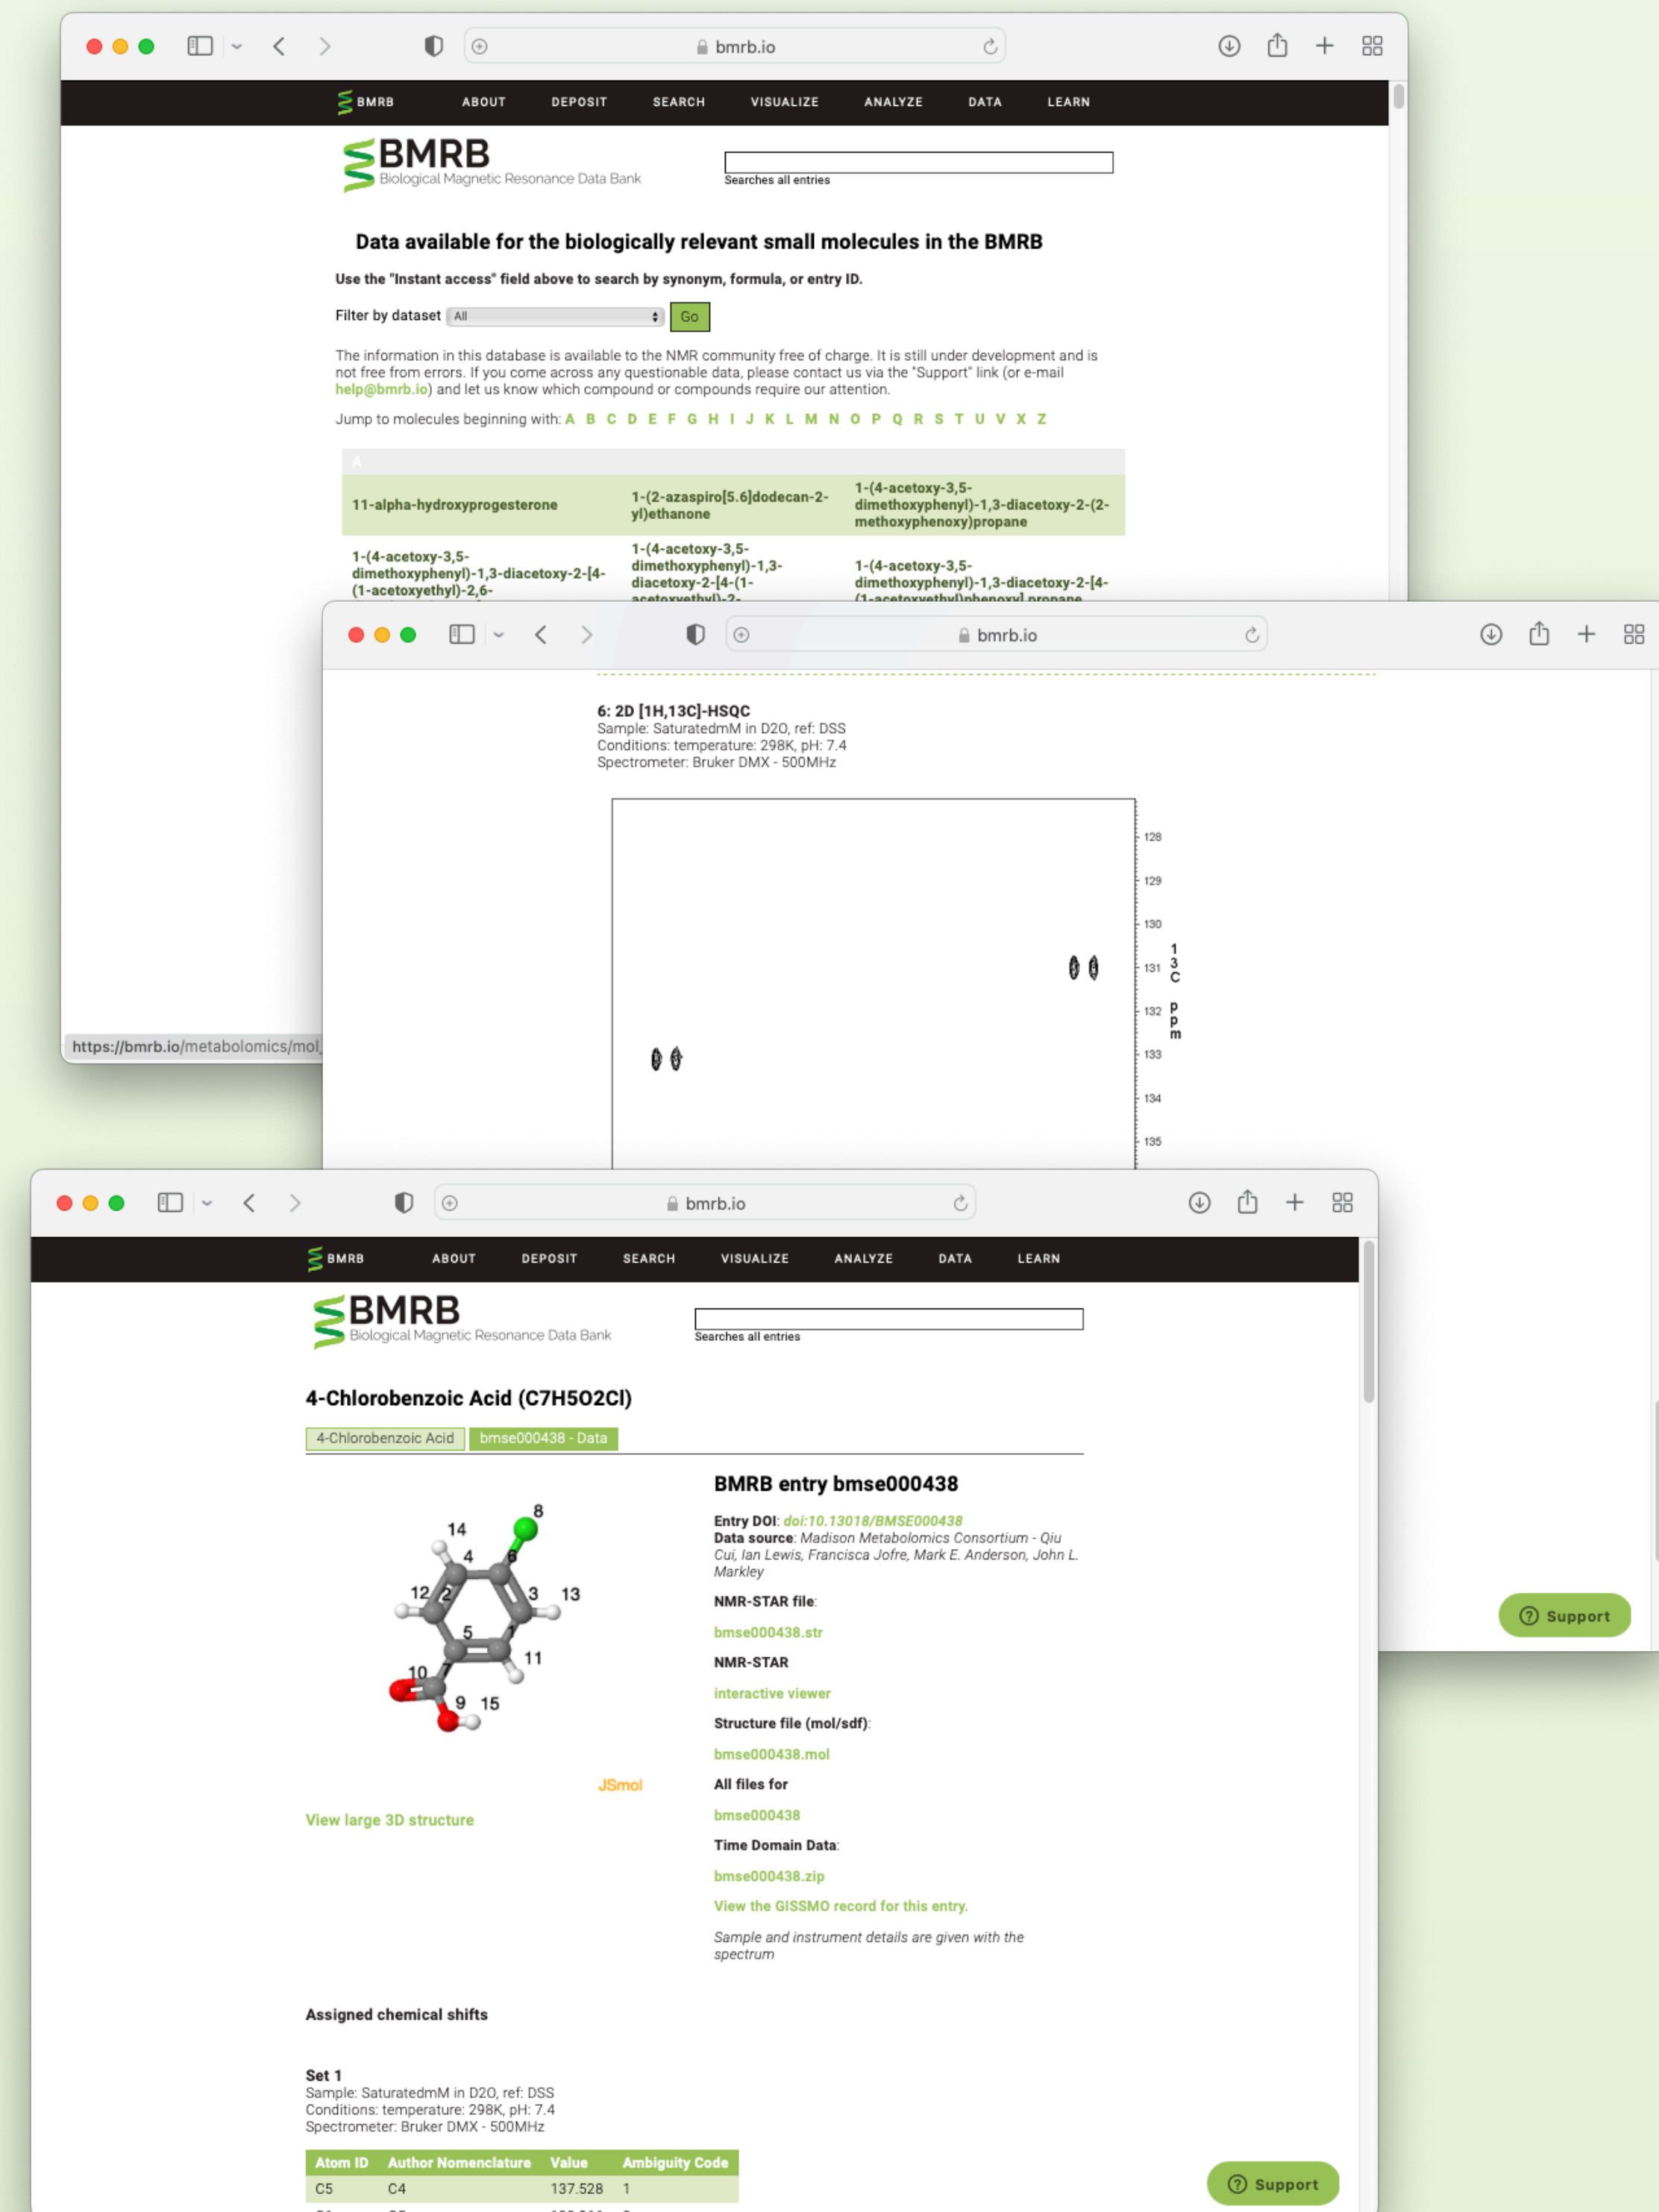 bmrb.io
BMRB ABOUT DEPOSIT SEARCH VISUALIZE ANALYZE DATA LEARN
BMRB
Biological Magnetic Resonance Data Bank
Searches all entries
Data available for the biologically relevant small molecules in the BMRB
Use the "Instant access" field above to search by synonym, formula, or entry ID.
Filter by dataset All Go
The information in this database is available to the NMR community free of charge. It is still under development and is
not free from errors. If you come across any questionable data, please contact us via the "Support" link (or e-mail
help@bmrb.io) and let us know which compound or compounds require our attention.
Jump to molecules beginning with: A B C D E F G H I J K L M N O P Q R S T U V X Z
A
11-alpha-hydroxyprogesterone
1-(2-azaspiro[5.6]dodecan-2-
yl)ethanone
1-(4-acetoxy-3,5-
dimethoxyphenyl)-1,3-diacetoxy-2-(2-
methoxyphenoxy)propane
1-(4-acetoxy-3,5-
dimethoxyphenyl)-1,3-diacetoxy-2-[4-
(1-acetoxyethyl)-2,6-
1-(4-acetoxy-3,5-
dimethoxyphenyl)-1,3-
diacetoxy-2-[4-(1-
acetoxyethyl)-2-
1-(4-acetoxy-3,5-
dimethoxyphenyl)-1,3-diacetoxy-2-[4-
(1-acetoxyethyl)phenoxy] propane
https://bmrb.io/metabolomics/mol_
bmrb.io
6: 2D [1H,13C]-HSQC
Sample: SaturatedmM in D2O, ref: DSS
Conditions: temperature: 298K, pH: 7.4
Spectrometer: Bruker DMX - 500MHz
128
129
130
131
132
133
134
135
13C ppm
Support
bmrb.io
BMRB ABOUT DEPOSIT SEARCH VISUALIZE ANALYZE DATA LEARN
BMRB
Biological Magnetic Resonance Data Bank
Searches all entries
4-Chlorobenzoic Acid (C7H5O2Cl)
4-Chlorobenzoic Acid bmse000438 - Data
8
14
4 6
12 2 3 13
5 1
10 7 11
9 15
JSmol
View large 3D structure
BMRB entry bmse000438
Entry DOI: doi:10.13018/BMSE000438
Data source: Madison Metabolomics Consortium - Qiu
Cui, Ian Lewis, Francisca Jofre, Mark E. Anderson, John L.
Markley
NMR-STAR file:
bmse000438.str
NMR-STAR
interactive viewer
Structure file (mol/sdf):
bmse000438.mol
All files for
bmse000438
Time Domain Data:
bmse000438.zip
View the GISSMO record for this entry.
Sample and instrument details are given with the
spectrum
Assigned chemical shifts
Set 1
Sample: SaturatedmM in D2O, ref: DSS
Conditions: temperature: 298K, pH: 7.4
Spectrometer: Bruker DMX - 500MHz
Atom ID Author Nomenclature Value Ambiguity Code
C5 C4 137.528 1
Support